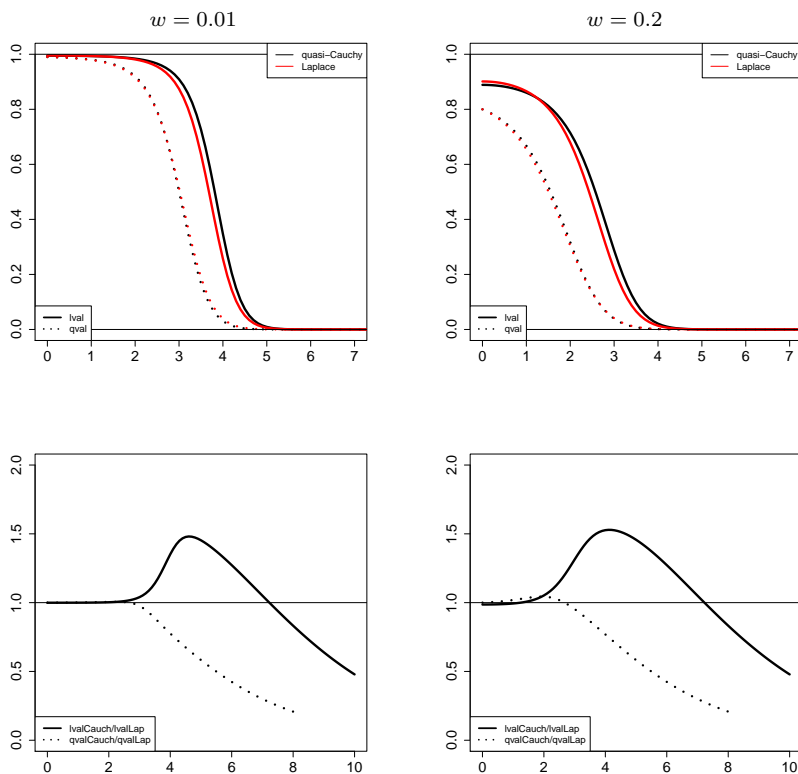 w = 0.01
w = 0.2
quasi−Cauchy
Laplace
quasi−Cauchy
Laplace
1.0
0.8
0.6
0.4
0.2
0.0
1.0
0.8
0.6
0.4
0.2
0.0
lval
qval
lval
qval
0 1 2 3 4 5 6 7
0 1 2 3 4 5 6 7
2.0
1.5
1.0
0.5
0.0
2.0
1.5
1.0
0.5
0.0
lvalCauch/lvalLap
qvalCauch/qvalLap
lvalCauch/lvalLap
qvalCauch/qvalLap
0 2 4 6 8 10
0 2 4 6 8 10